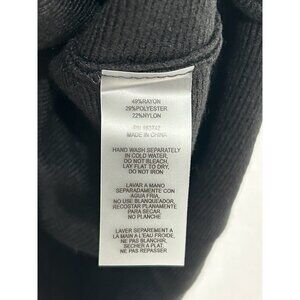 49%RAYON
29%POLYESTER
22%NYLON
MADE IN CHINA
HAND WASH SEPARATELY
IN COLD WATER,
DO NOT BLEACH,
LAY FLAT TO DRY,
DO NOT IRON
LAVAR A MANO
SEPARADAMENTE CON
AGUA FRIA,
NO USE BLANQUEADOR,
RECOSTAR PLANAMENTE
PARA SECAR,
NO PLANCHE
LAVER SEPAREMENT A
LA MAIN A L'EAU FROIDE,
NE PAS BLANCHIR,
SECHER A PLAT,
NE PAS REPASSER